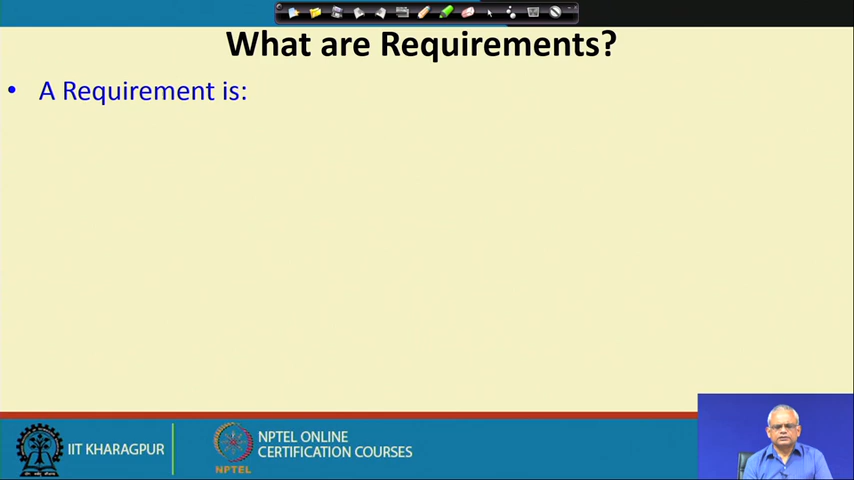 What are Requirements?
• A Requirement is:
IIT KHARAGPUR
NPTEL
NPTEL ONLINE
CERTIFICATION COURSES